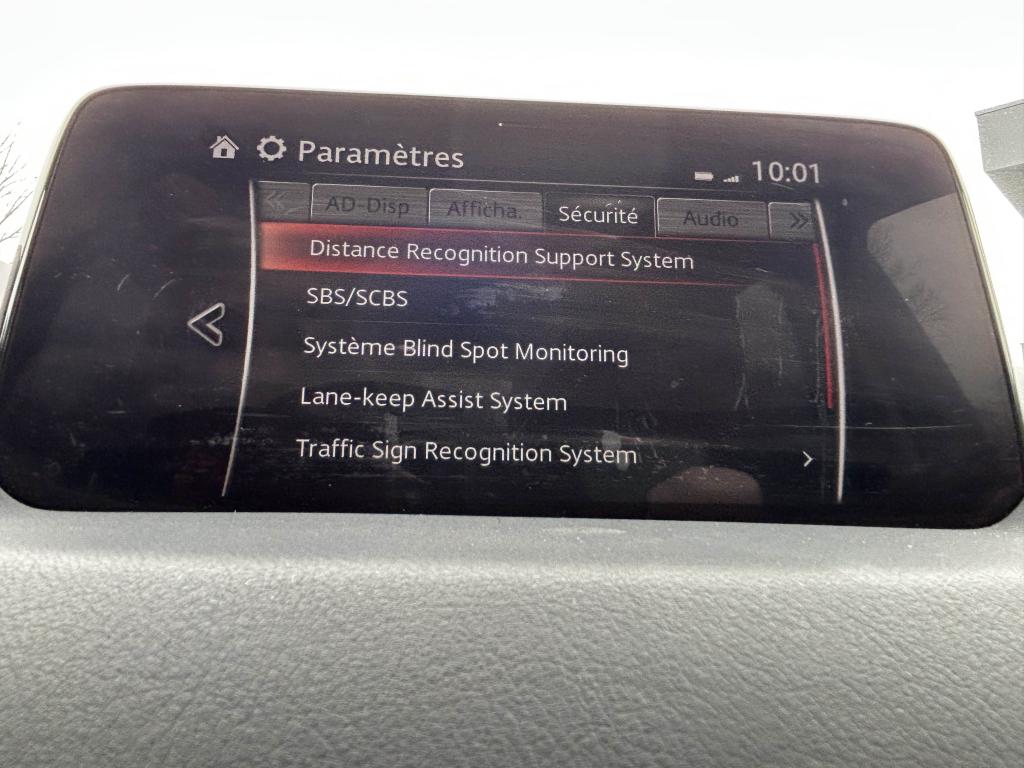 Paramètres
10:01
AD-Disp Afficha. Sécurité Audio
Distance Recognition Support System
SBS/SCBS
Système Blind Spot Monitoring
Lane-keep Assist System
Traffic Sign Recognition System